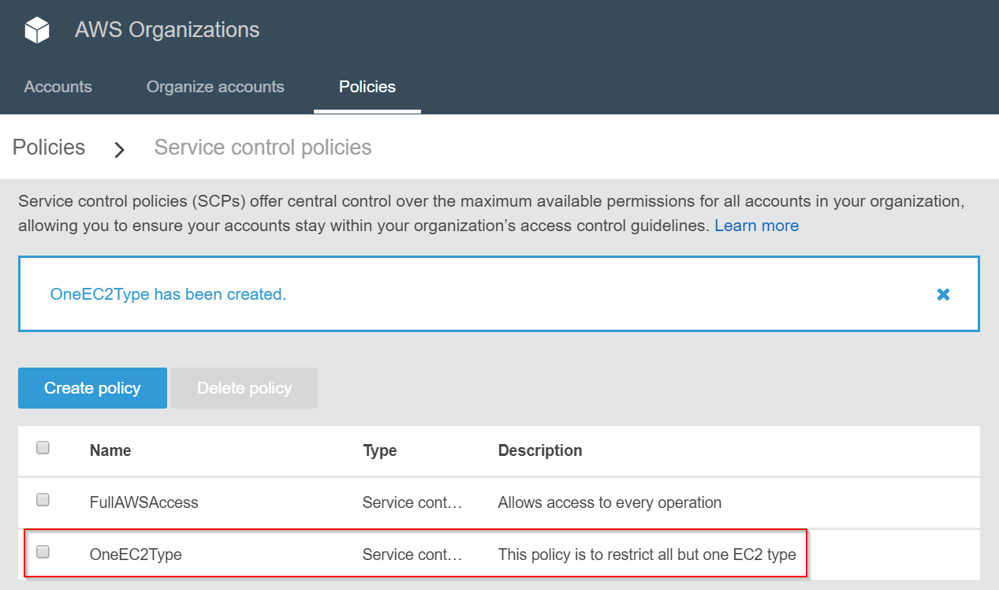 AWS Organizations
Accounts Organize accounts Policies
Policies Service control policies
Service control policies (SCPs) offer central control over the maximum available permissions for all accounts in your organization,
allowing you to ensure your accounts stay within your organization’s access control guidelines. Learn more
OneEC2Type has been created.
Create policy Delete policy
Name Type Description
FullAWSAccess Service cont… Allows access to every operation
OneEC2Type Service cont… This policy is to restrict all but one EC2 type